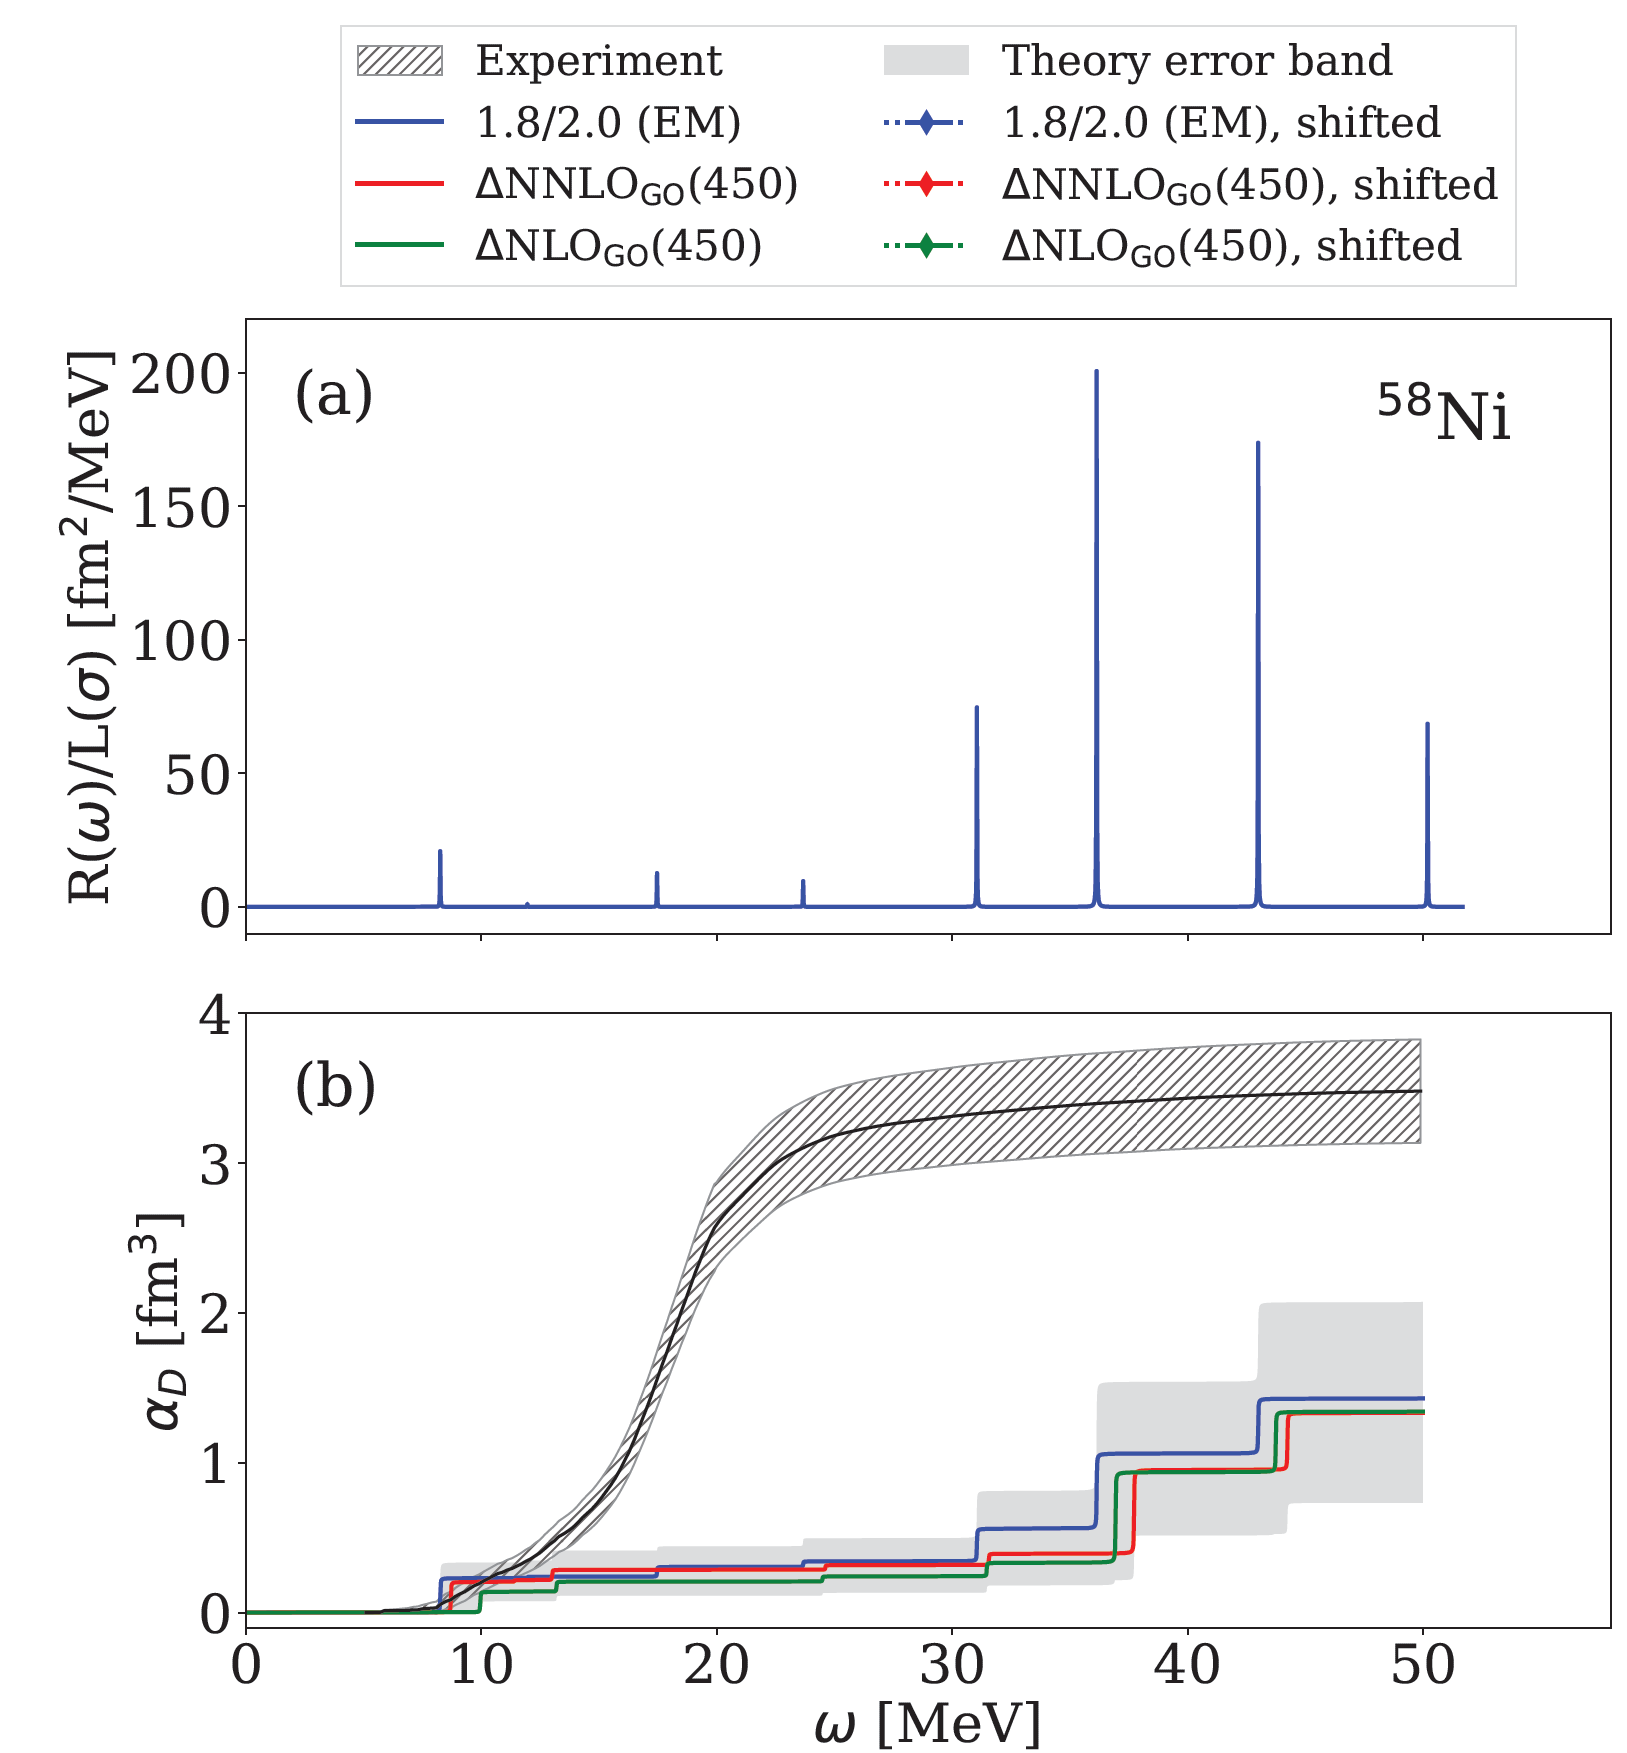 Experiment
Theory error band
1.8/2.0 (EM)
1.8/2.0 (EM), shifted
ΔNNLO_GO(450)
ΔNNLO_GO(450), shifted
ΔNLO_GO(450)
ΔNLO_GO(450), shifted
(a)
⁵⁸Ni
R(ω)/L(σ) [fm²/MeV]
200
150
100
50
0
(b)
α_D [fm³]
4
3
2
1
0
0 10 20 30 40 50
ω [MeV]